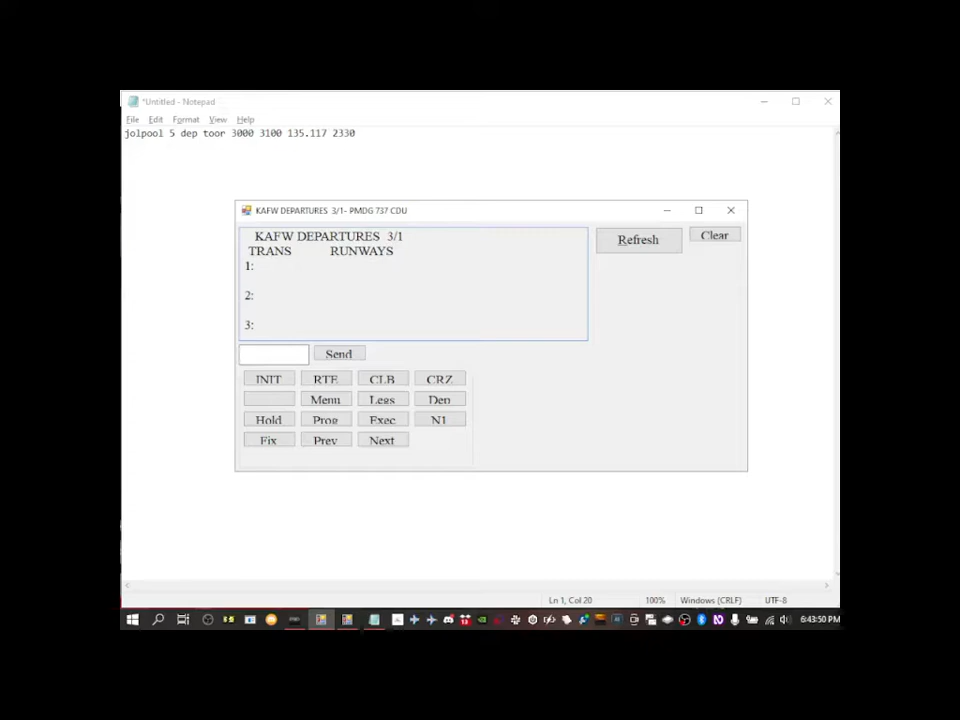 *Untitled - Notepad
File Edit Format View Help
jolpool 5 dep toor 3000 3100 135.117 2330
KAFW DEPARTURES 3/1- PMDG 737 CDU
KAFW DEPARTURES 3/1
TRANS RUNWAYS
1:
2:
3:
Refresh
Clear
Send
INIT RTE CLB CRZ
Menu Legs Dep
Hold Prog Exec N1
Fix Prev Next
Ln 1, Col 20 100% Windows (CRLF) UTF-8
6:43:50 PM